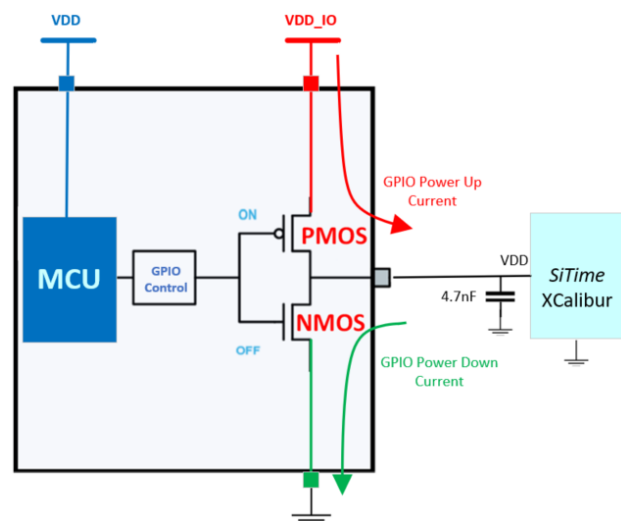 VDD
VDD_IO
GPIO Power Up
Current
ON
PMOS
MCU
GPIO
Control
VDD
SiTime
XCalibur
4.7nF
NMOS
OFF
GPIO Power Down
Current